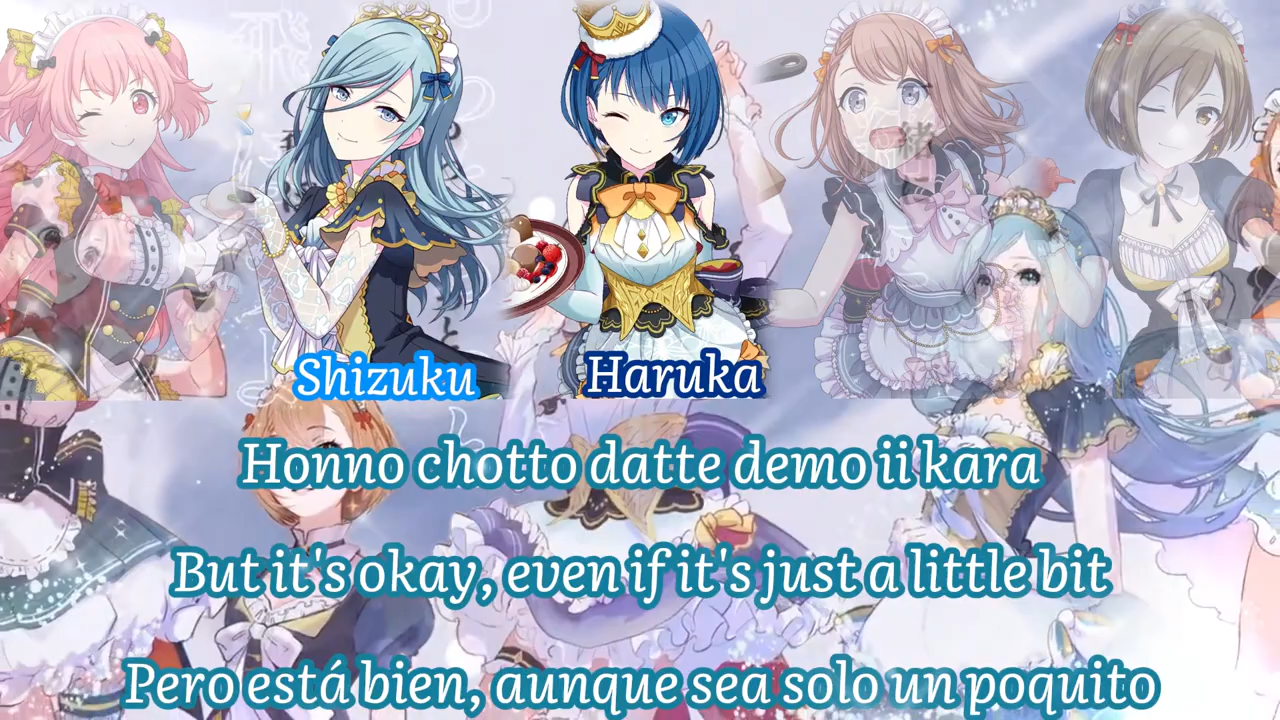 Shizuku
Haruka
Honno chotto datte demo ii kara
But it's okay, even if it's just a little bit
Pero está bien, aunque sea solo un poquito